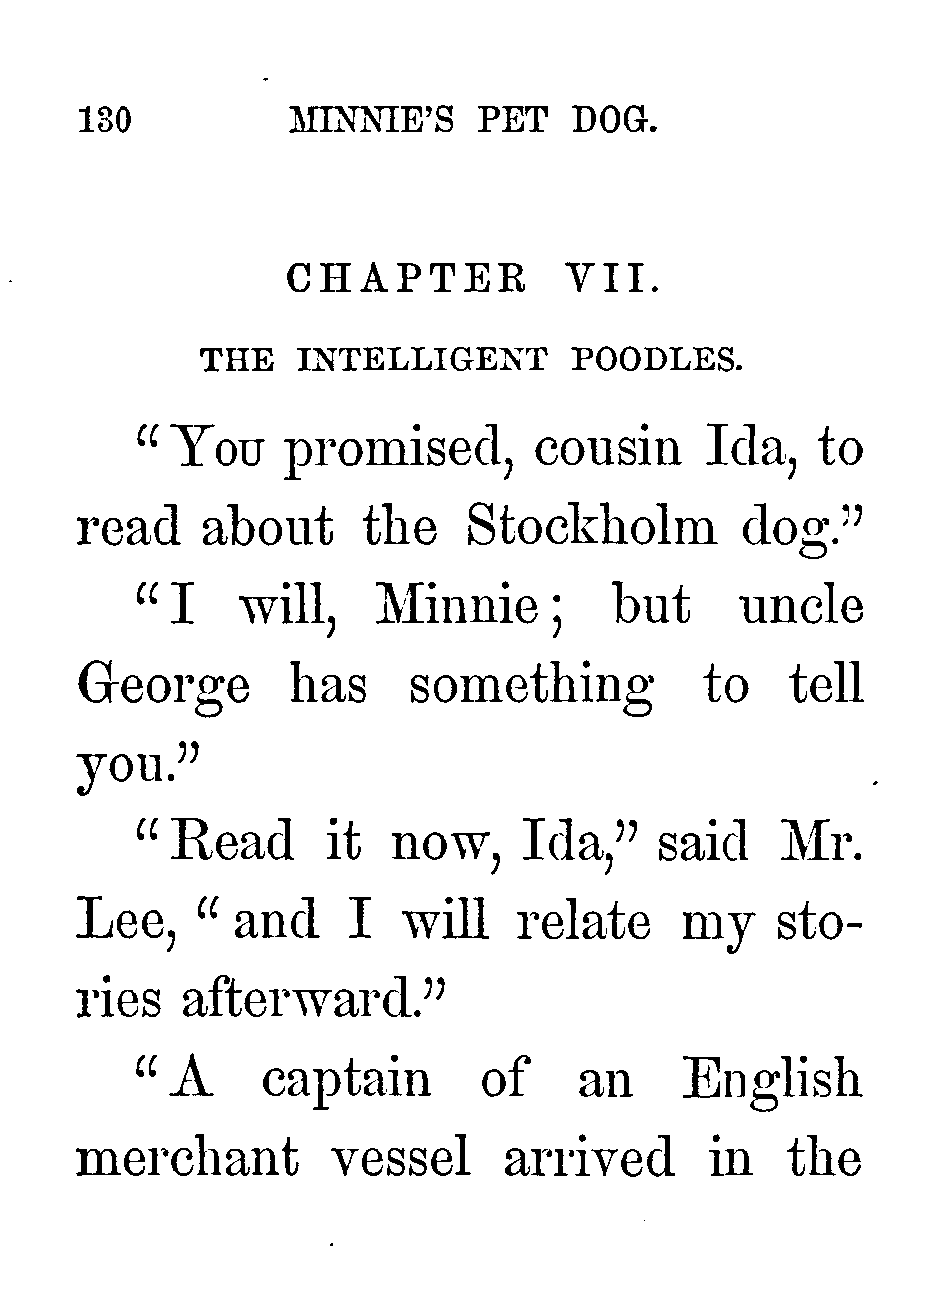 130 MINNIE'S PET DOG.
CHAPTER VII.
THE INTELLIGENT POODLES.
“You promised, cousin Ida, to
read about the Stockholm dog.”
“I will, Minnie; but uncle
George has something to tell
you.”
“Read it now, Ida,” said Mr.
Lee, “and I will relate my sto-
ries afterward.”
“A captain of an English
merchant vessel arrived in the